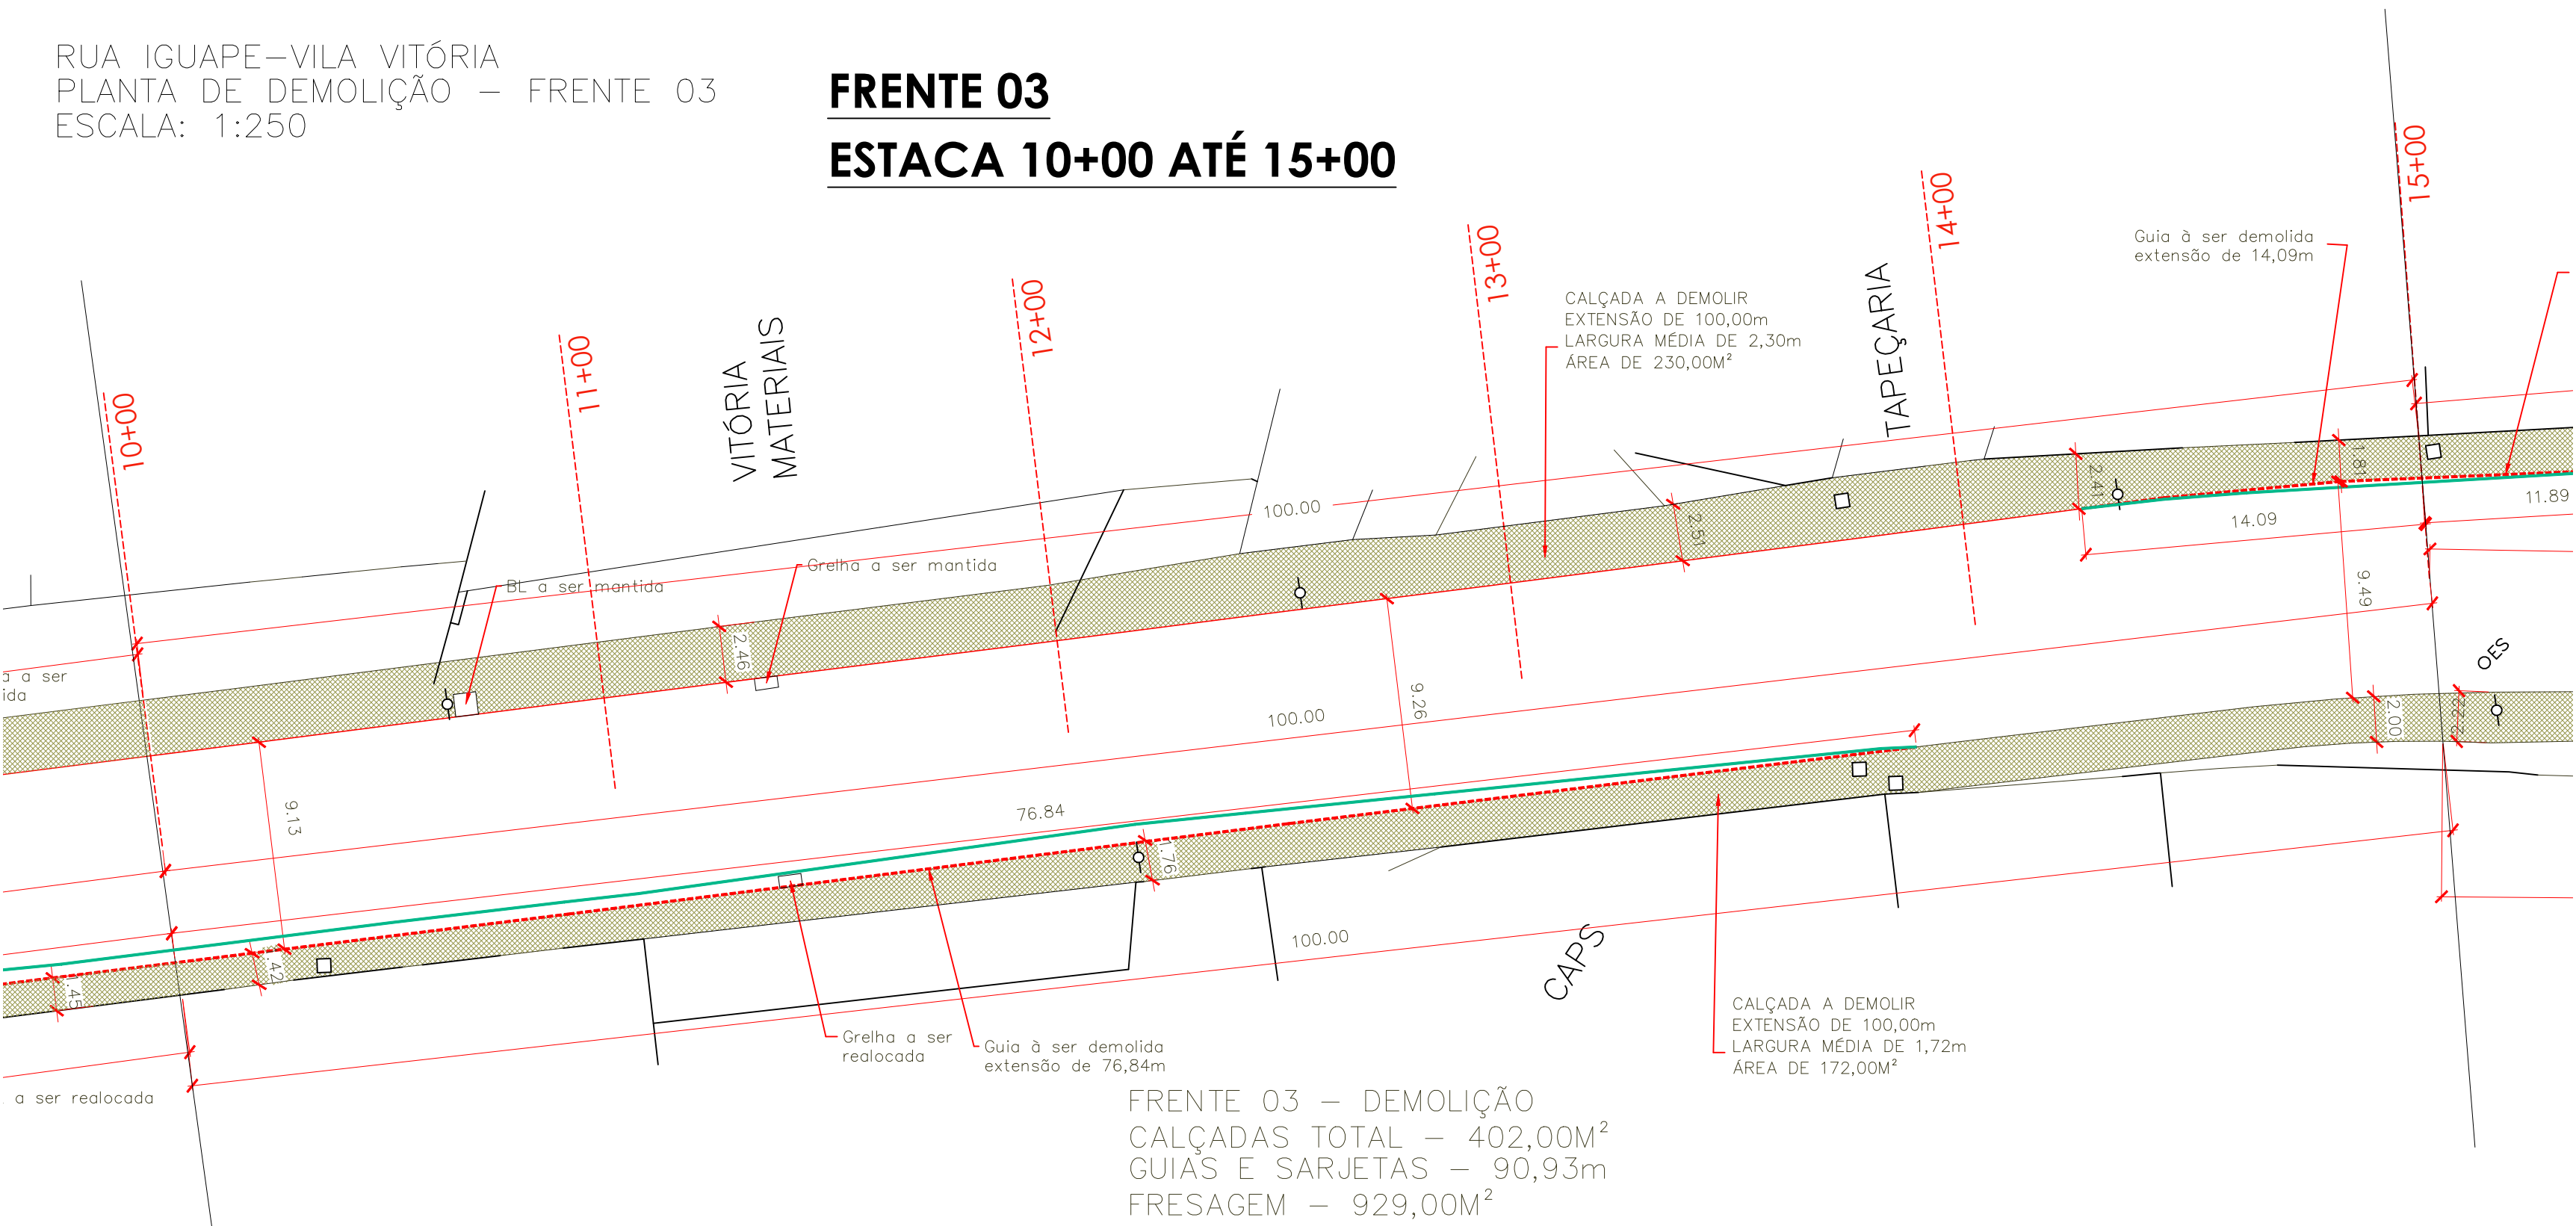 RUA IGUAPE-VILA VITÓRIA
PLANTA DE DEMOLIÇÃO - FRENTE 03
ESCALA: 1:250
FRENTE 03
ESTACA 10+00 ATÉ 15+00
10+00
11+00
12+00
13+00
14+00
15+00
VITÓRIA
MATERIAIS
TAPEÇARIA
Guia à ser demolida
extensão de 14,09m
CALÇADA A DEMOLIR
EXTENSÃO DE 100,00m
LARGURA MÉDIA DE 2,30m
ÁREA DE 230,00M²
100.00
BL a ser mantida
Grelha a ser mantida
2.46
2.51
2.41
1.81
14.09
11.89
9.49
a ser
ida
9.13
100.00
9.26
76.84
1.76
2.00
2.22
OES
.42
.45
100.00
CAPS
Grelha a ser
realocada
Guia à ser demolida
extensão de 76,84m
CALÇADA A DEMOLIR
EXTENSÃO DE 100,00m
LARGURA MÉDIA DE 1,72m
ÁREA DE 172,00M²
a ser realocada
FRENTE 03 - DEMOLIÇÃO
CALÇADAS TOTAL - 402,00M²
GUIAS E SARJETAS - 90,93m
FRESAGEM - 929,00M²